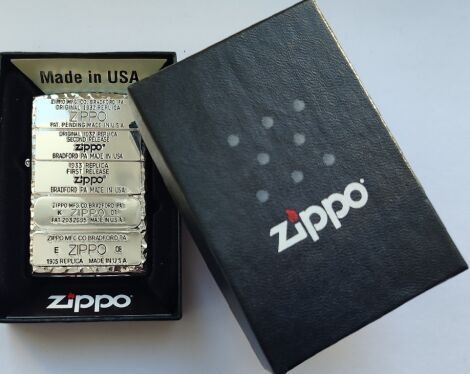 Made in USA
ZIPPO MFG. CO. BRADFORD PA
ORIGINAL 1932 REPLICA
ZIPPO
PAT. PENDING MADE IN U.S.A.
ORIGINAL 1932 REPLICA
SECOND RELEASE
zippo
BRADFORD PA. MADE IN USA
1933 REPLICA
FIRST RELEASE
zippo
BRADFORD PA. MADE IN U.S.A.
ZIPPO MFG. CO. BRADFORD, PA.
K ZIPPO 01
PAT. 2032695 MADE IN U.S.A.
ZIPPO MFG. CO. BRADFORD, PA.
E ZIPPO 08
1935 REPLICA MADE IN U.S.A.
zippo
zippo